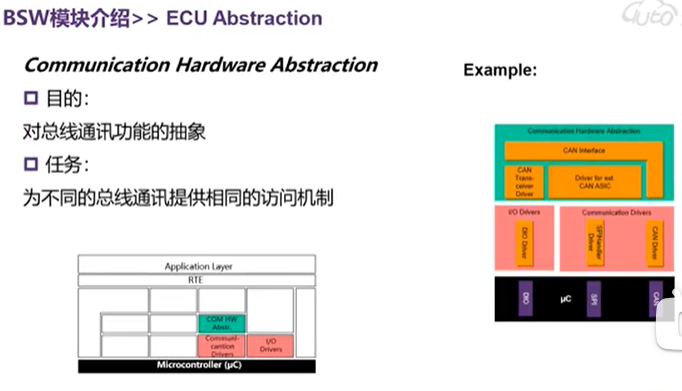 BSW模块介绍>> ECU Abstraction
auto
Communication Hardware Abstraction
目的：
对总线通讯功能的抽象
任务：
为不同的总线通讯提供相同的访问机制
Application Layer
RTE
COM HW
Abstr.
Communi-
cantion
Drivers
I/O
Drivers
Microcontroller (μC)
Example:
Communication Hardware Abstraction
CAN Interface
CAN
Trans-
ceiver
Driver
Driver for ext.
CAN ASIC
I/O Drivers
Communication Drivers
DIO Driver
SPIHandler
Driver
CAN Driver
DIO
μC
SPI
CAN